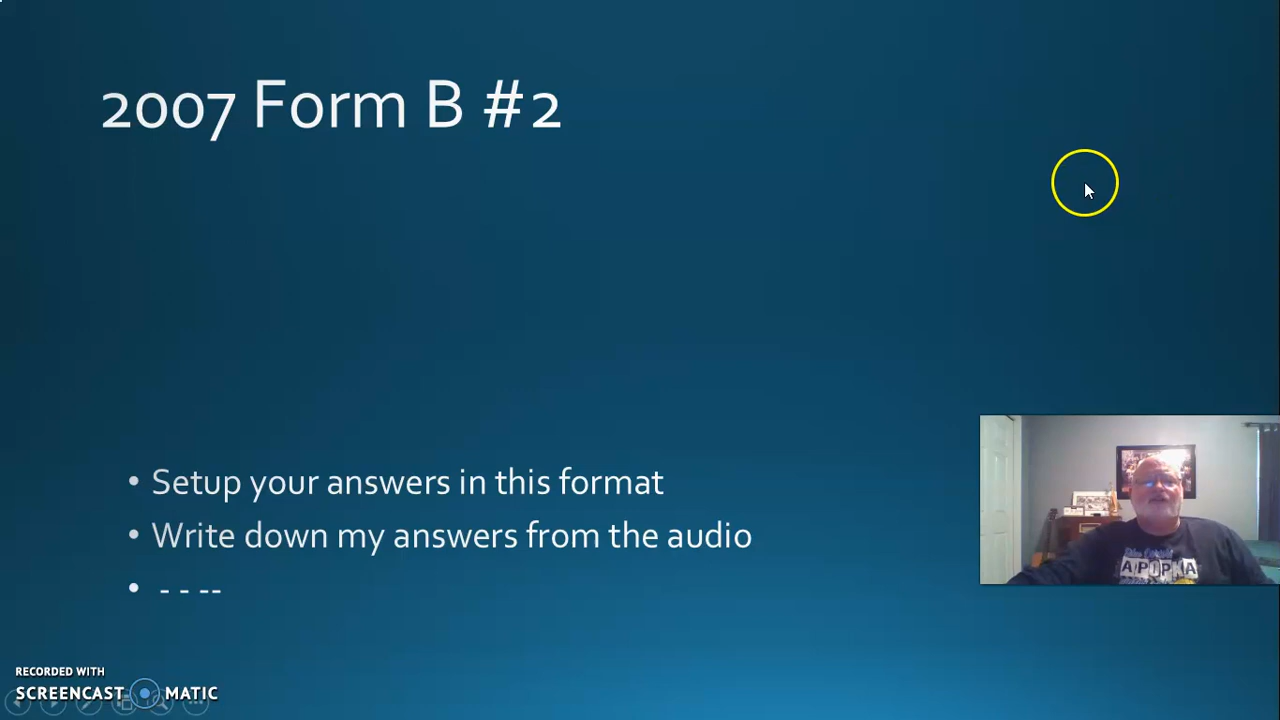 2007 Form B #2
• Setup your answers in this format
• Write down my answers from the audio
• - - --
APOPKA
RECORDED WITH
SCREENCAST MATIC